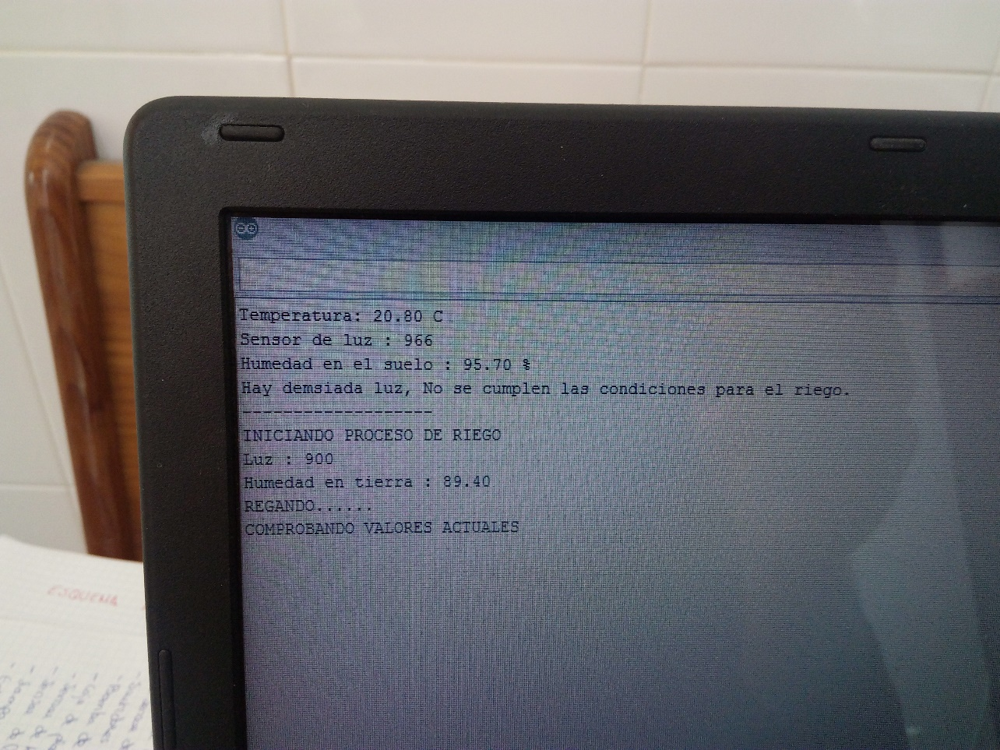 Temperatura: 20.80 C
Sensor de luz : 966
Humedad en el suelo : 95.70 %
Hay demsiada luz, No se cumplen las condiciones para el riego.
-------------------
INICIANDO PROCESO DE RIEGO
Luz : 900
Humedad en tierra : 89.40
REGANDO......
COMPROBANDO VALORES ACTUALES
ESQUEMA